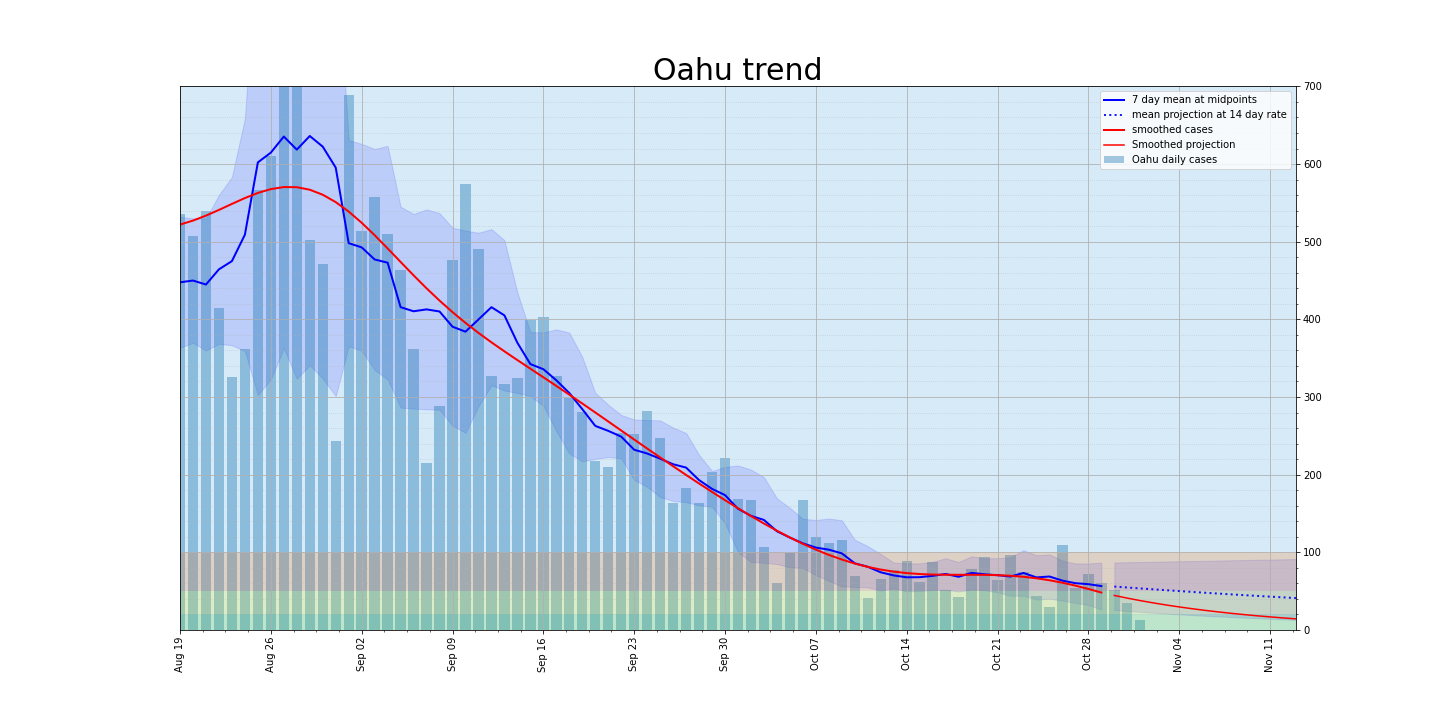 Oahu trend
7 day mean at midpoints
mean projection at 14 day rate
smoothed cases
Smoothed projection
Oahu daily cases
700
600
500
400
300
200
100
0
Aug 19
Aug 26
Sep 02
Sep 09
Sep 16
Sep 23
Sep 30
Oct 07
Oct 14
Oct 21
Oct 28
Nov 04
Nov 11